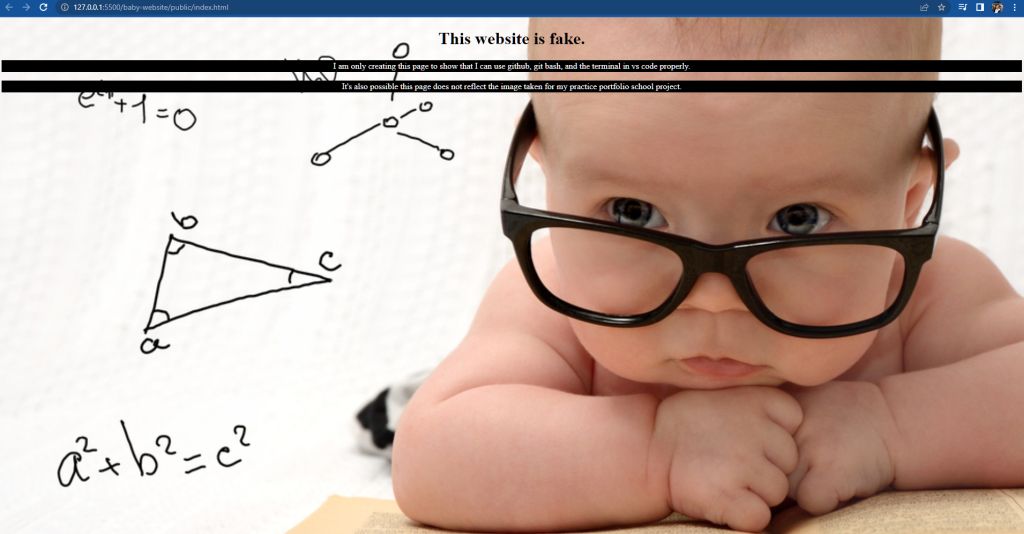 127.0.0.1:5500/baby-website/public/index.html
This website is fake.
I am only creating this page to show that I can use github, git bash, and the terminal in vs code properly.
It's also possible this page does not reflect the image taken for my practice portfolio school project.
+1=0
b
c
a
a²+b²=c²